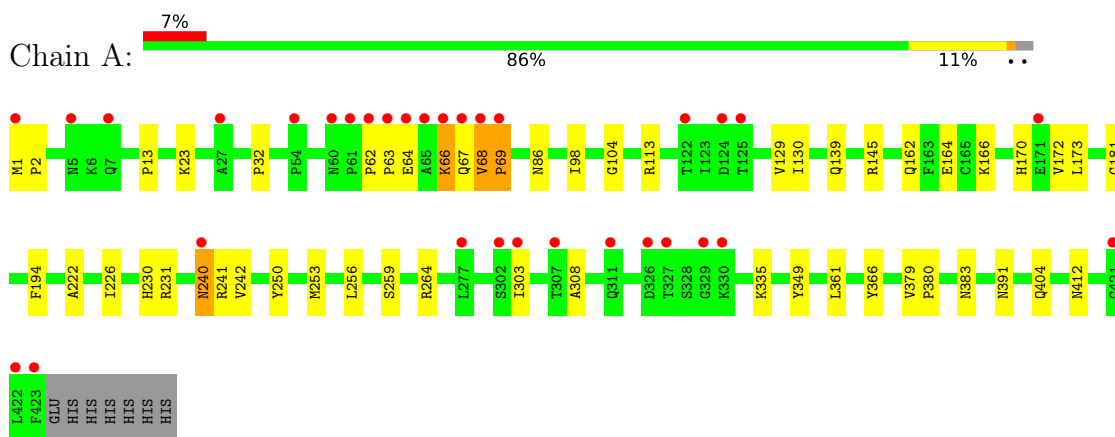 7%
Chain A:
86% 11% • •
M1 P2 N5 K6 Q7 P13 K23 A27 P32 P54 N60 P61 P62 P63 E64 A65 K66 Q67 V68 P69 N86 I98 G104 R113 T122 I123 D124 T125 V129 I130 Q139 R145 Q162 F163 E164 C165 K166 H170 E171 V172 L173
F194 A222 I226 H230 R231 N240 R241 V242 Y250 M253 L256 S259 R264 L277 S302 I303 T307 A308 Q311 D326 T327 S328 G329 K330 K335 Y349 L361 Y366 V379 P380 N383 N391 Q404 N412
L422 F423 GLU HIS HIS HIS HIS HIS HIS